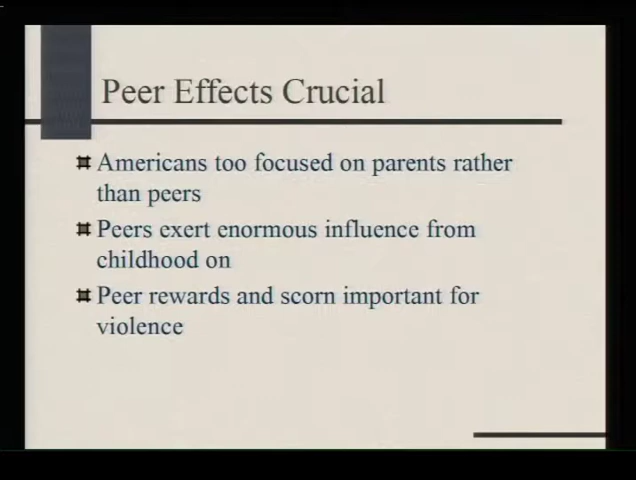 Peer Effects Crucial
Americans too focused on parents rather
than peers
Peers exert enormous influence from
childhood on
Peer rewards and scorn important for
violence